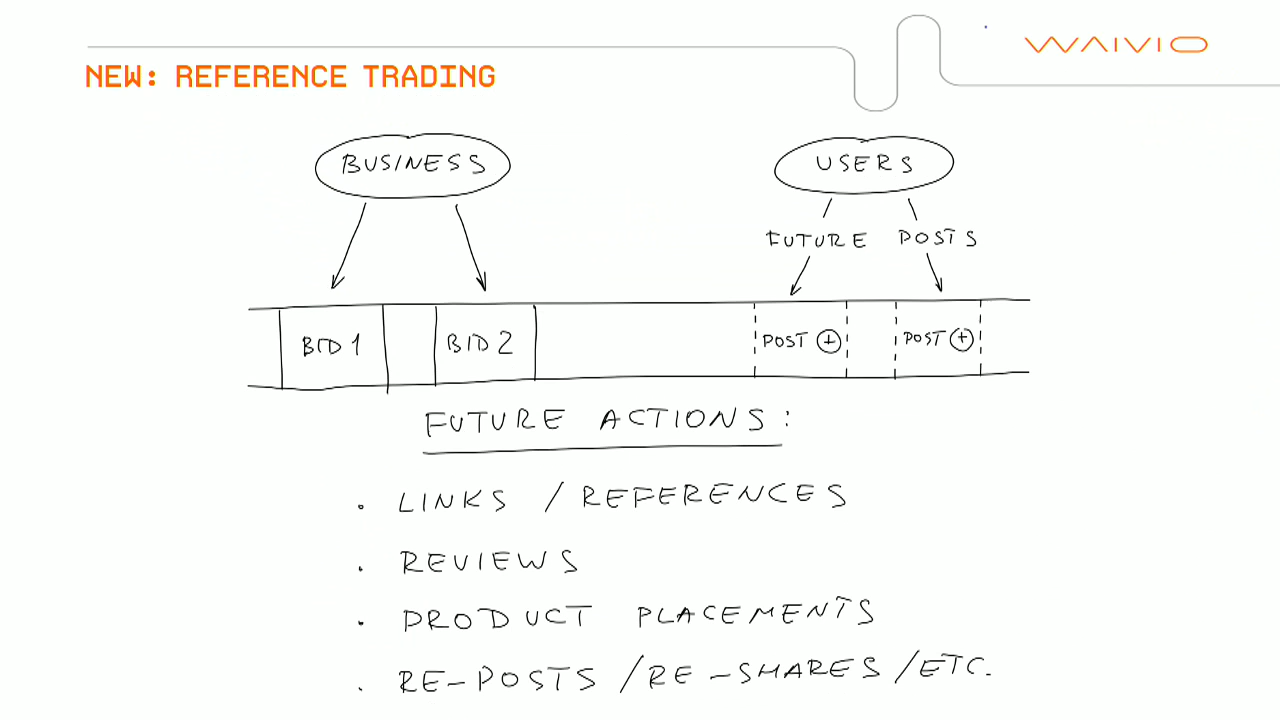 WAIVIO
NEW: REFERENCE TRADING
BUSINESS
USERS
FUTURE POSTS
BID 1
BID 2
POST +
POST +
FUTURE ACTIONS:
. LINKS / REFERENCES
. REVIEWS
. PRODUCT PLACEMENTS
. RE-POSTS / RE-SHARES / ETC.